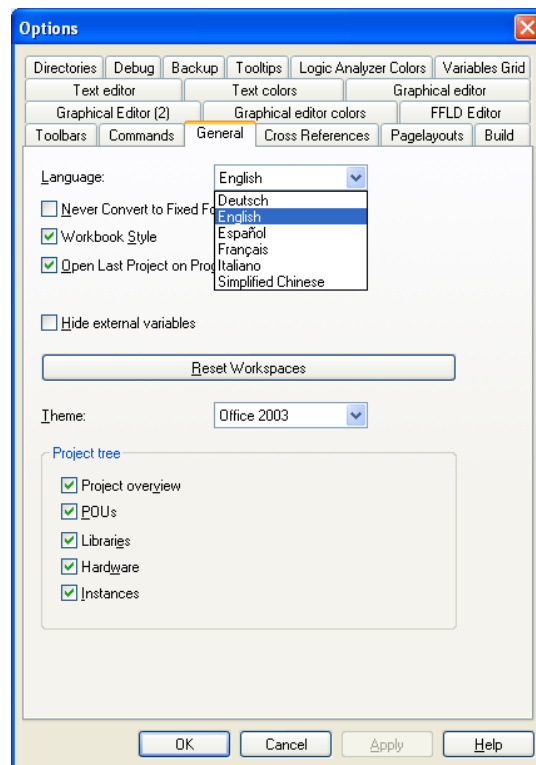 Options
Directories Debug Backup Tooltips Logic Analyzer Colors Variables Grid
Text editor Text colors Graphical editor
Graphical Editor (2) Graphical editor colors FFLD Editor
Toolbars Commands General Cross References Pagelayouts Build
Language: English
Deutsch
Never Convert to Fixed Fo English
Workbook Style Español
Français
Open Last Project on Prog Italiano
Simplified Chinese
Hide external variables
Reset Workspaces
Theme: Office 2003
Project tree
Project overview
POUs
Libraries
Hardware
Instances
OK Cancel Apply Help